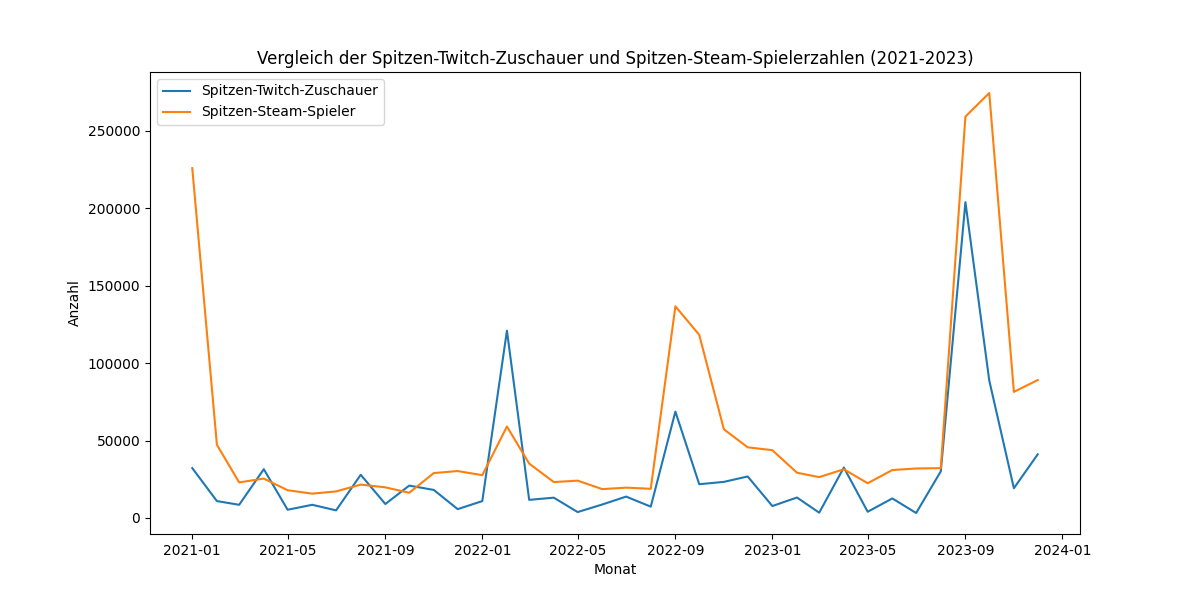 Vergleich der Spitzen-Twitch-Zuschauer und Spitzen-Steam-Spielerzahlen (2021-2023)
Spitzen-Twitch-Zuschauer
Spitzen-Steam-Spieler
250000
200000
150000
100000
50000
0
Anzahl
2021-01 2021-05 2021-09 2022-01 2022-05 2022-09 2023-01 2023-05 2023-09 2024-01
Monat